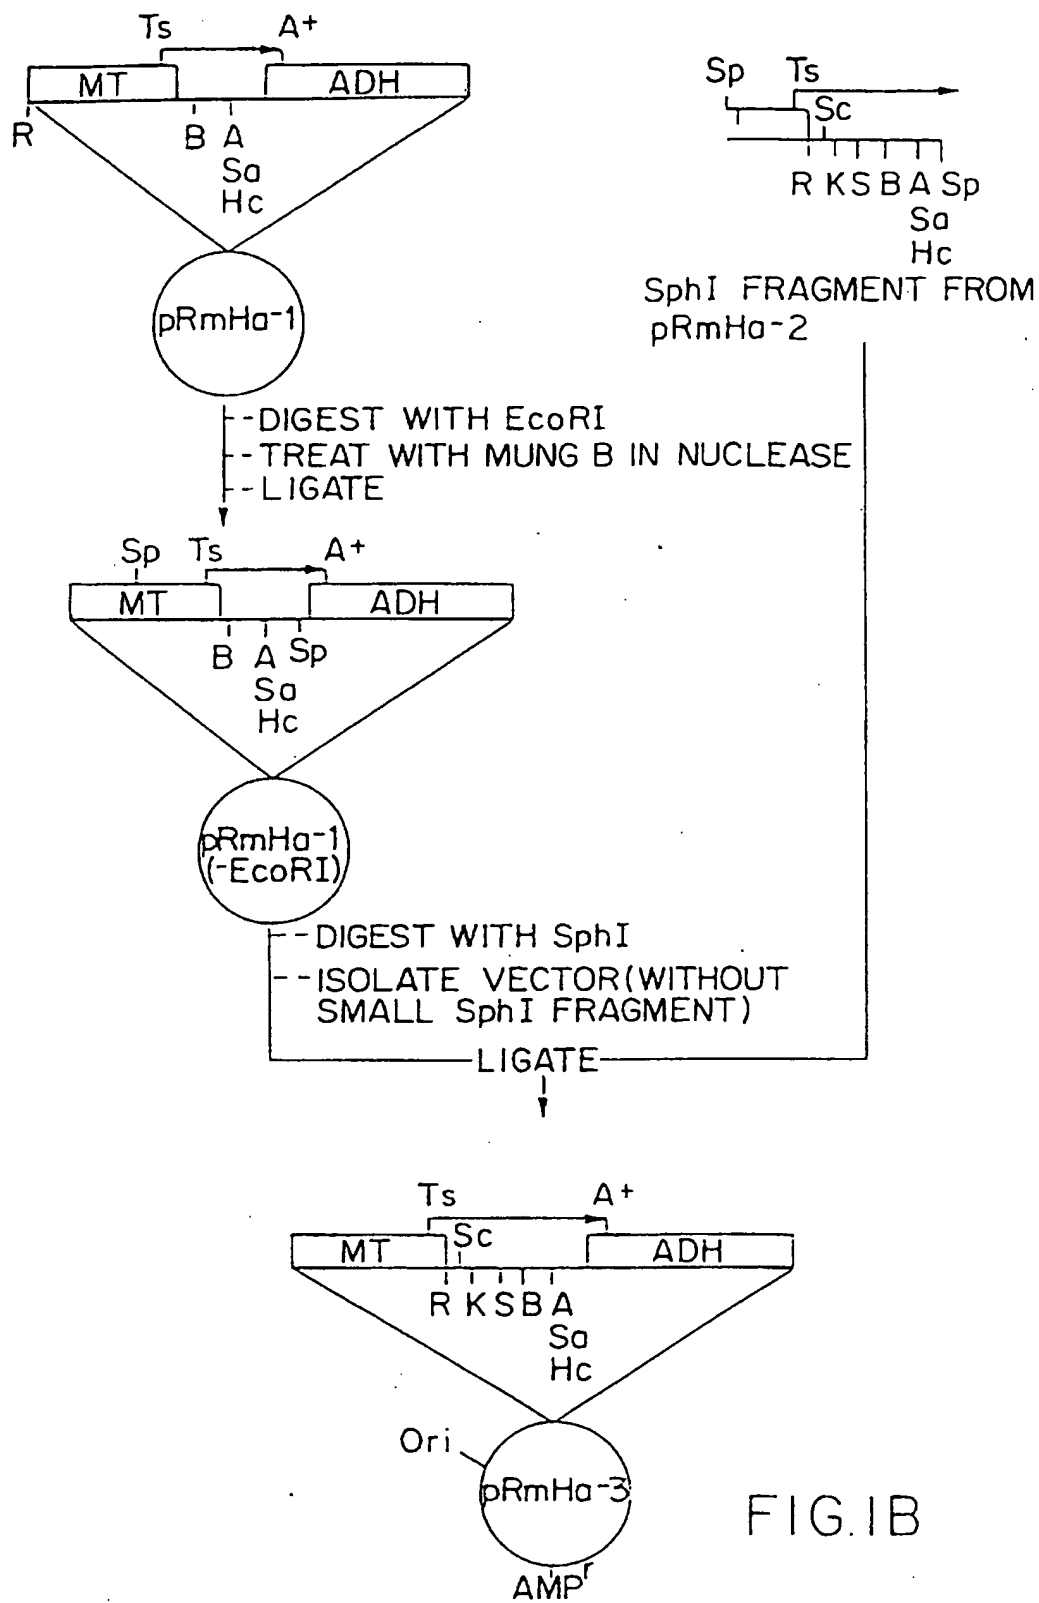 Ts A+
MT ADH
R B A
Sa
Hc
pRmHa-1
Sp Ts
Sc
R K S B A Sp
Sa
Hc
SphI FRAGMENT FROM
pRmHa-2
DIGEST WITH EcoRI
TREAT WITH MUNG B IN NUCLEASE
LIGATE
Sp Ts A+
MT ADH
B A Sp
Sa
Hc
pRmHa-1
(-EcoRI)
DIGEST WITH SphI
ISOLATE VECTOR(WITHOUT
SMALL SphI FRAGMENT)
LIGATE
Ts A+
Sc
MT ADH
R K S B A
Sa
Hc
Ori
pRmHa-3
AMPr
FIG.1B